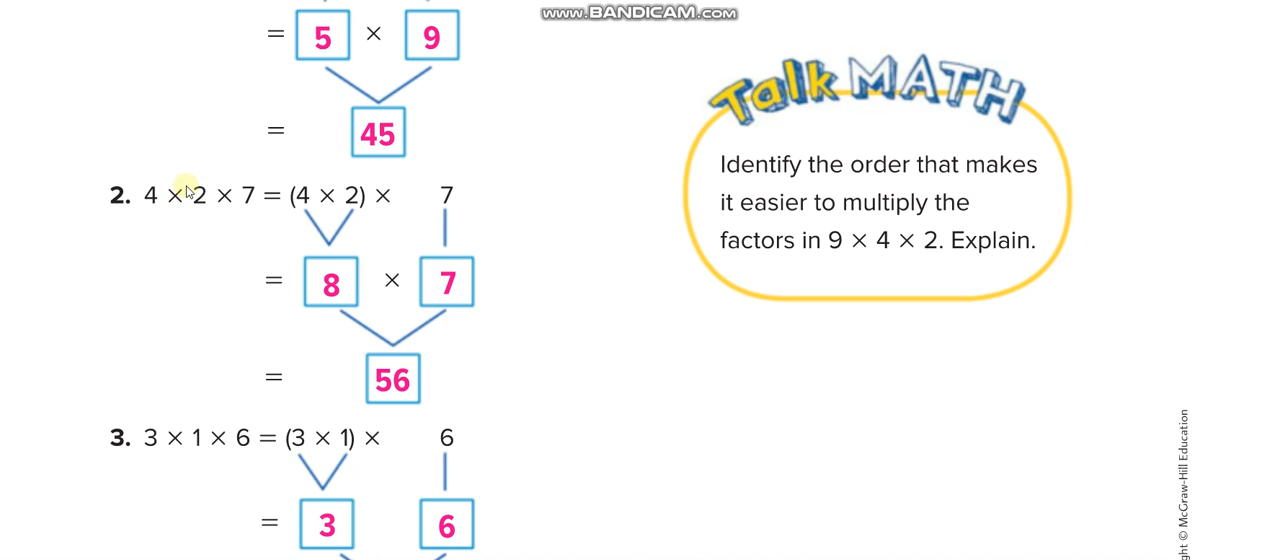 www.BANDICAM.com
= 5 × 9
= 45
2. 4 × 2 × 7 = (4 × 2) × 7
= 8 × 7
= 56
3. 3 × 1 × 6 = (3 × 1) × 6
= 3 6
Talk MATH
Identify the order that makes
it easier to multiply the
factors in 9 × 4 × 2. Explain.
ght © McGraw-Hill Education